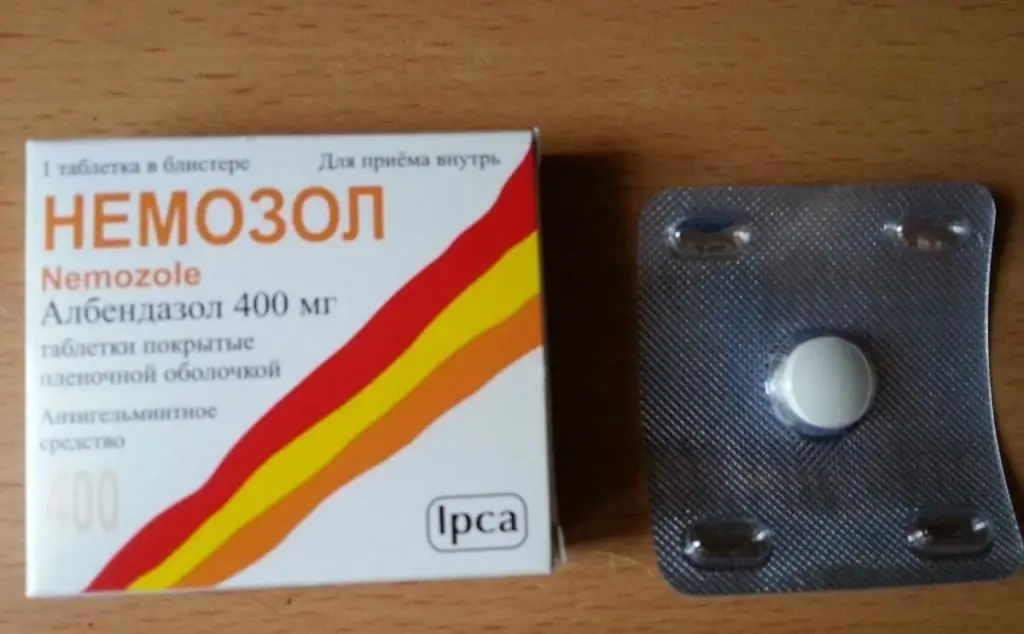 1 таблетка в блистере Для приёма внутрь
НЕМОЗОЛ
Nemozole
Албендазол 400 мг
таблетки покрытые
пленочной оболочкой
Антигельминтное
средство
400
Ipca